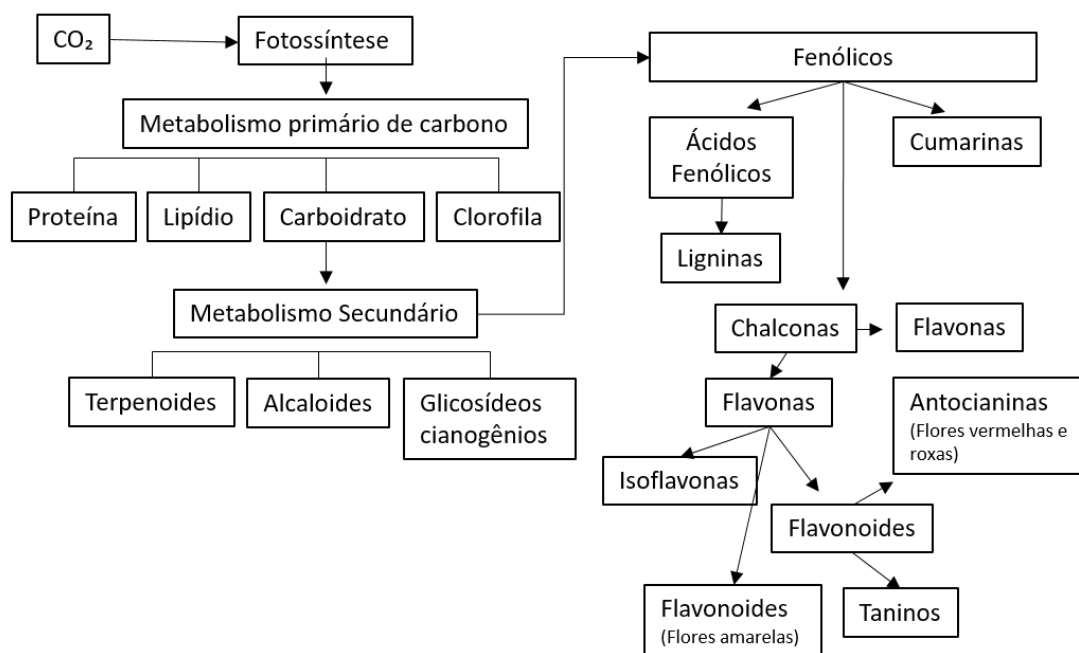 CO₂
Fotossíntese
Metabolismo primário de carbono
Proteína
Lipídio
Carboidrato
Clorofila
Metabolismo Secundário
Terpenoides
Alcaloides
Glicosídeos
cianogênios
Fenólicos
Ácidos
Fenólicos
Cumarinas
Ligninas
Chalconas
Flavonas
Flavonas
Antocianinas
(Flores vermelhas e
roxas)
Isoflavonas
Flavonoides
Flavonoides
(Flores amarelas)
Taninos